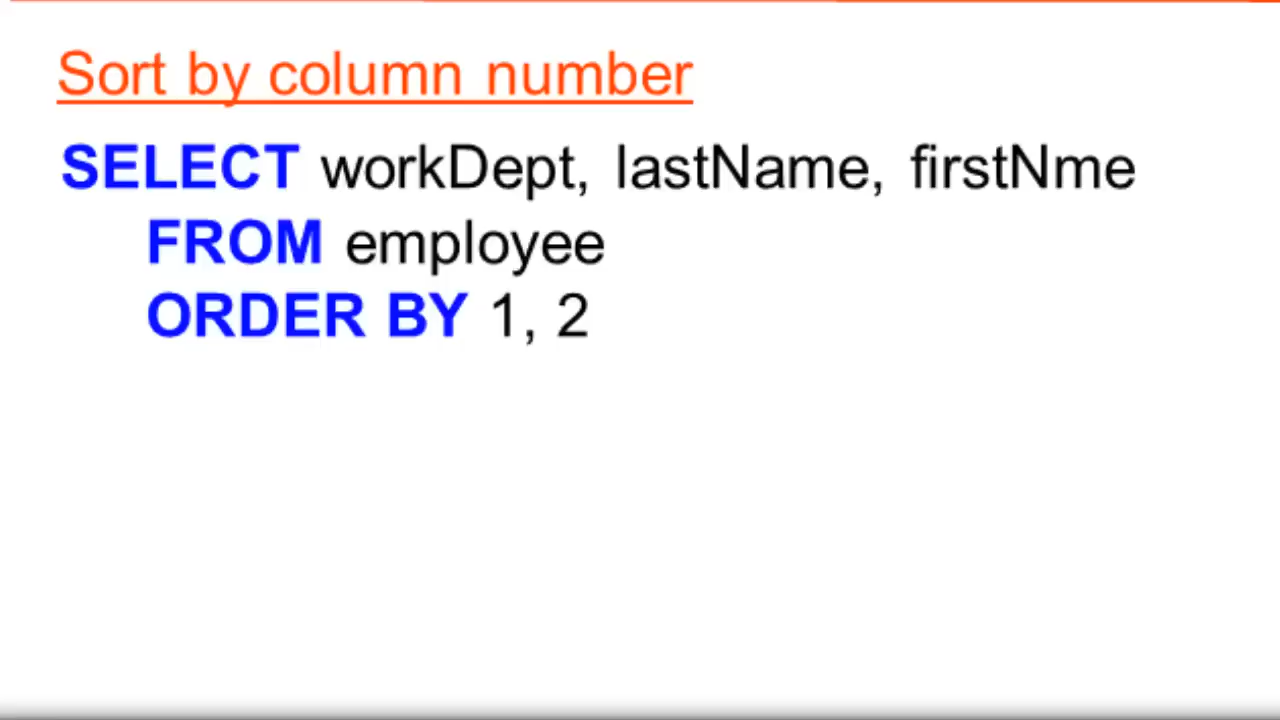 Sort by column number
SELECT workDept, lastName, firstNme
FROM employee
ORDER BY 1, 2